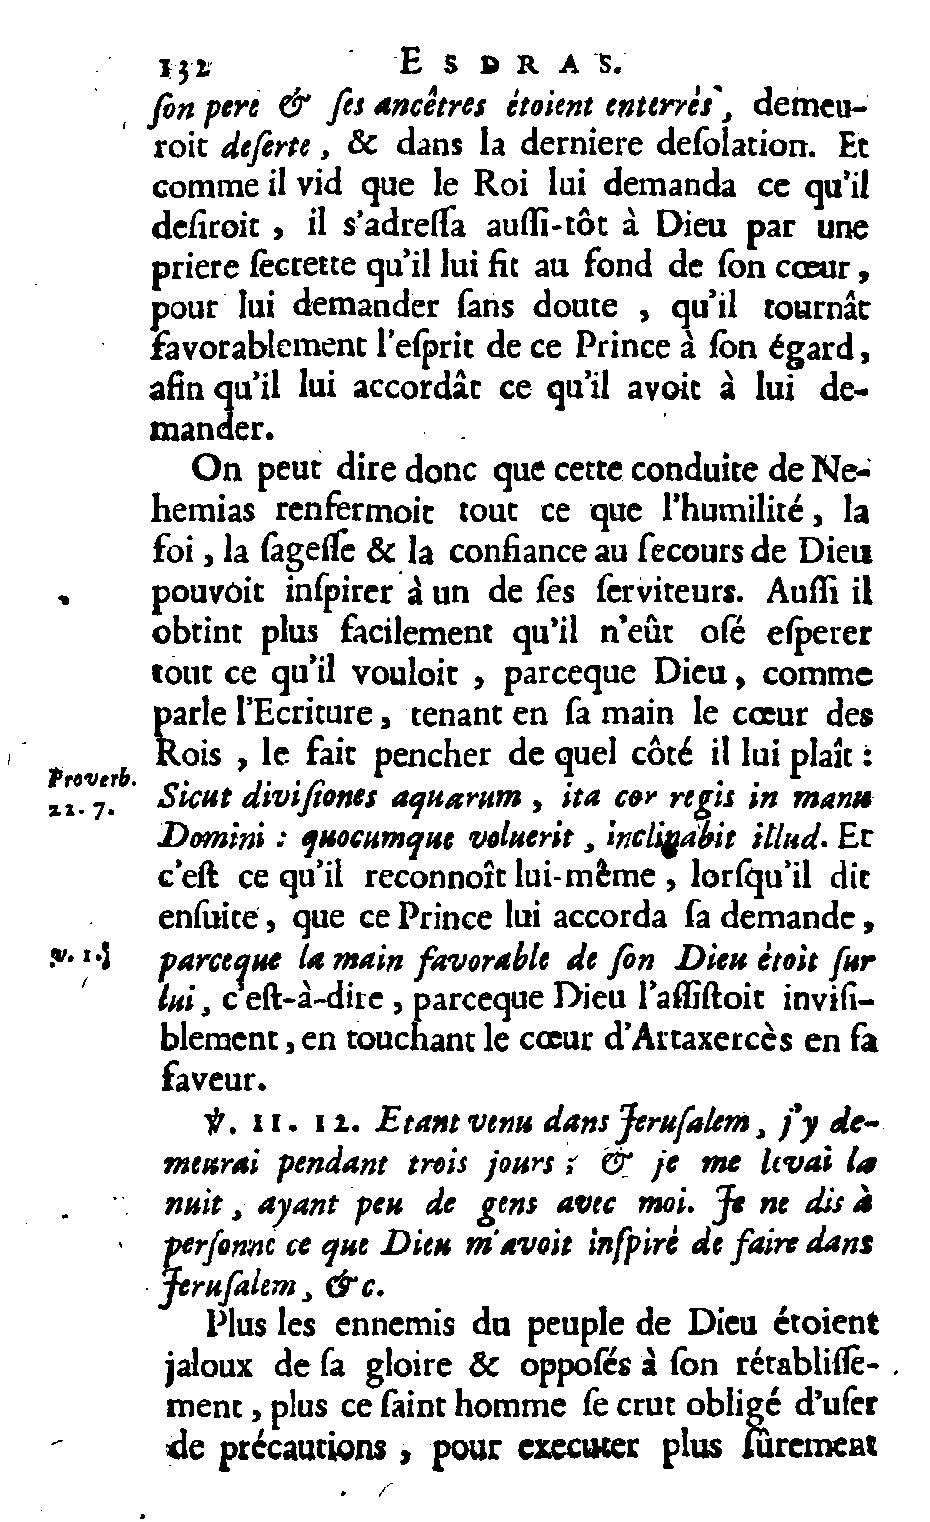 132 ESDRAS.
ſon pere & ſes ancêtres étoient enterrés, demeu-
roit deſerte, & dans la derniere deſolation. Et
comme il vid que le Roi lui demanda ce qu'il
deſiroit, il s'adreſſa auſſi-tôt à Dieu par une
priere ſecrette qu'il lui fit au fond de ſon cœur,
pour lui demander ſans doute, qu'il tournât
favorablement l'eſprit de ce Prince à ſon égard,
afin qu'il lui accordât ce qu'il avoit à lui de-
mander.
On peut dire donc que cette conduite de Ne-
hemias renfermoit tout ce que l'humilité, la
foi, la ſageſſe & la confiance au ſecours de Dieu
pouvoit inſpirer à un de ſes ſerviteurs. Auſſi il
obtint plus facilement qu'il n'eût oſé eſperer
tout ce qu'il vouloit, parceque Dieu, comme
parle l'Ecriture, tenant en ſa main le cœur des
Rois, le fait pencher de quel côté il lui plaît :
Proverb.
21. 7.
Sicut diviſiones aquarum, ita cor regis in manu
Domini : quocumque voluerit, inclinabit illud. Et
c'eſt ce qu'il reconnoît lui-même, lorſqu'il dit
enſuite, que ce Prince lui accorda ſa demande,
parceque la main favorable de ſon Dieu étoit ſur
lui, c'eſt-à-dire, parceque Dieu l'aſſiſtoit inviſi-
blement, en touchant le cœur d'Artaxercès en ſa
faveur.
℣. 11. 12. Etant venu dans Jeruſalem, j'y de-
meurai pendant trois jours : & je me levai la
nuit, ayant peu de gens avec moi. Je ne dis à
perſonne ce que Dieu m'avoit inſpiré de faire dans
Jeruſalem, &c.
Plus les ennemis du peuple de Dieu étoient
jaloux de ſa gloire & oppoſés à ſon rétabliſſe-
ment, plus ce ſaint homme ſe crut obligé d'uſer
de précautions, pour executer plus ſûrement